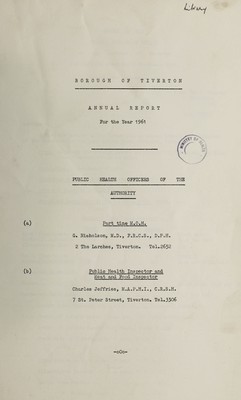 Library
BOROUGH OF TIVERTON
ANNUAL REPORT
For the Year 1961
PUBLIC HEALTH OFFICERS OF THE
AUTHORITY
(a) Part time M.O.H.
G. Nicholson, M.D., F.R.C.S., D.P.H.
2 The Larches, Tiverton. Tel.2652
(b) Public Health Inspector and
Meat and Food Inspector
Charles Jeffries, M.A.P.H.I., C.R.S.H.
7 St. Peter Street, Tiverton. Tel.3506
-oOo-